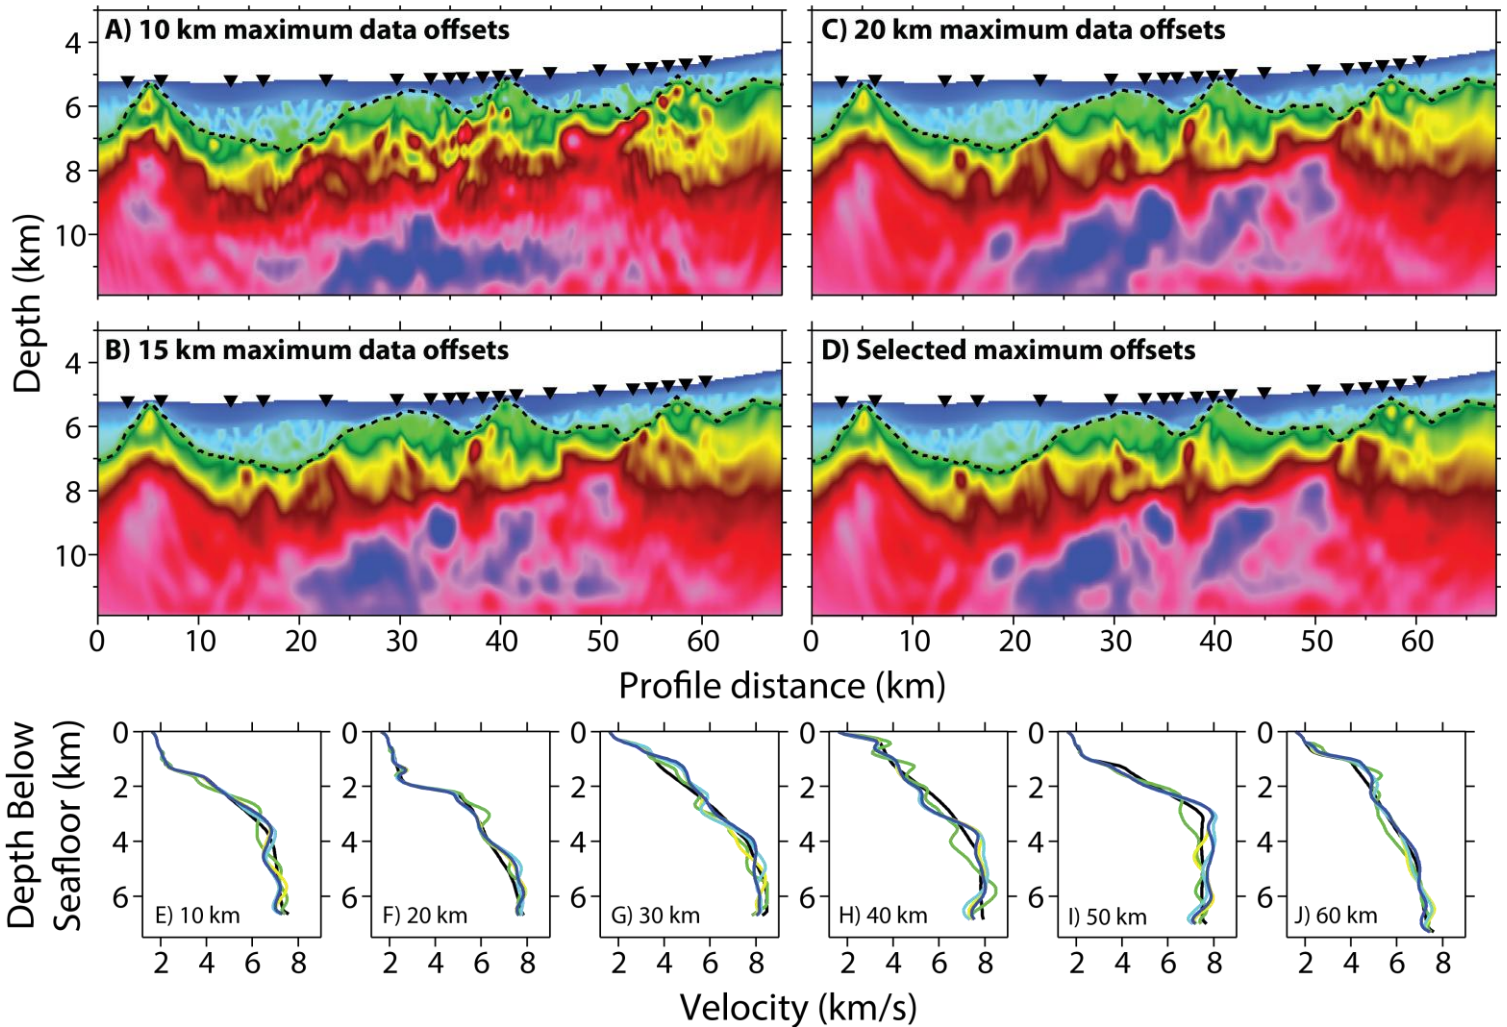 A) 10 km maximum data offsets
C) 20 km maximum data offsets
4
6
8
10
B) 15 km maximum data offsets
D) Selected maximum offsets
4
6
8
10
Depth (km)
0 10 20 30 40 50 60
0 10 20 30 40 50 60
Profile distance (km)
Depth Below
Seafloor (km)
0 0 0 0 0 0
2 2 2 2 2 2
4 4 4 4 4 4
6 6 6 6 6 6
E) 10 km
F) 20 km
G) 30 km
H) 40 km
I) 50 km
J) 60 km
2 4 6 8 2 4 6 8 2 4 6 8 2 4 6 8 2 4 6 8 2 4 6 8
Velocity (km/s)